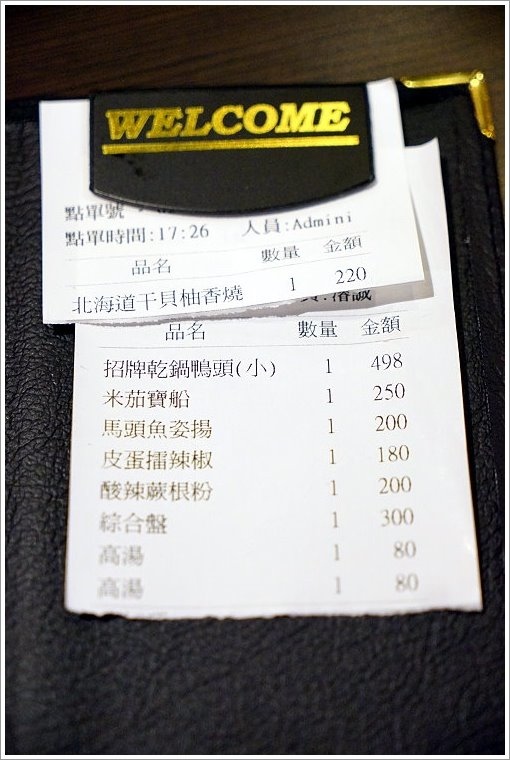 WELCOME
點單號
點單時間:17:26 人員:Admini
品名 數量 金額
北海道干貝柚香燒 1 220
品名 數量 金額
招牌乾鍋鴨頭(小) 1 498
米茄寶船 1 250
馬頭魚姿揚 1 200
皮蛋擂辣椒 1 180
酸辣蕨根粉 1 200
綜合盤 1 300
高湯 1 80
高湯 1 80